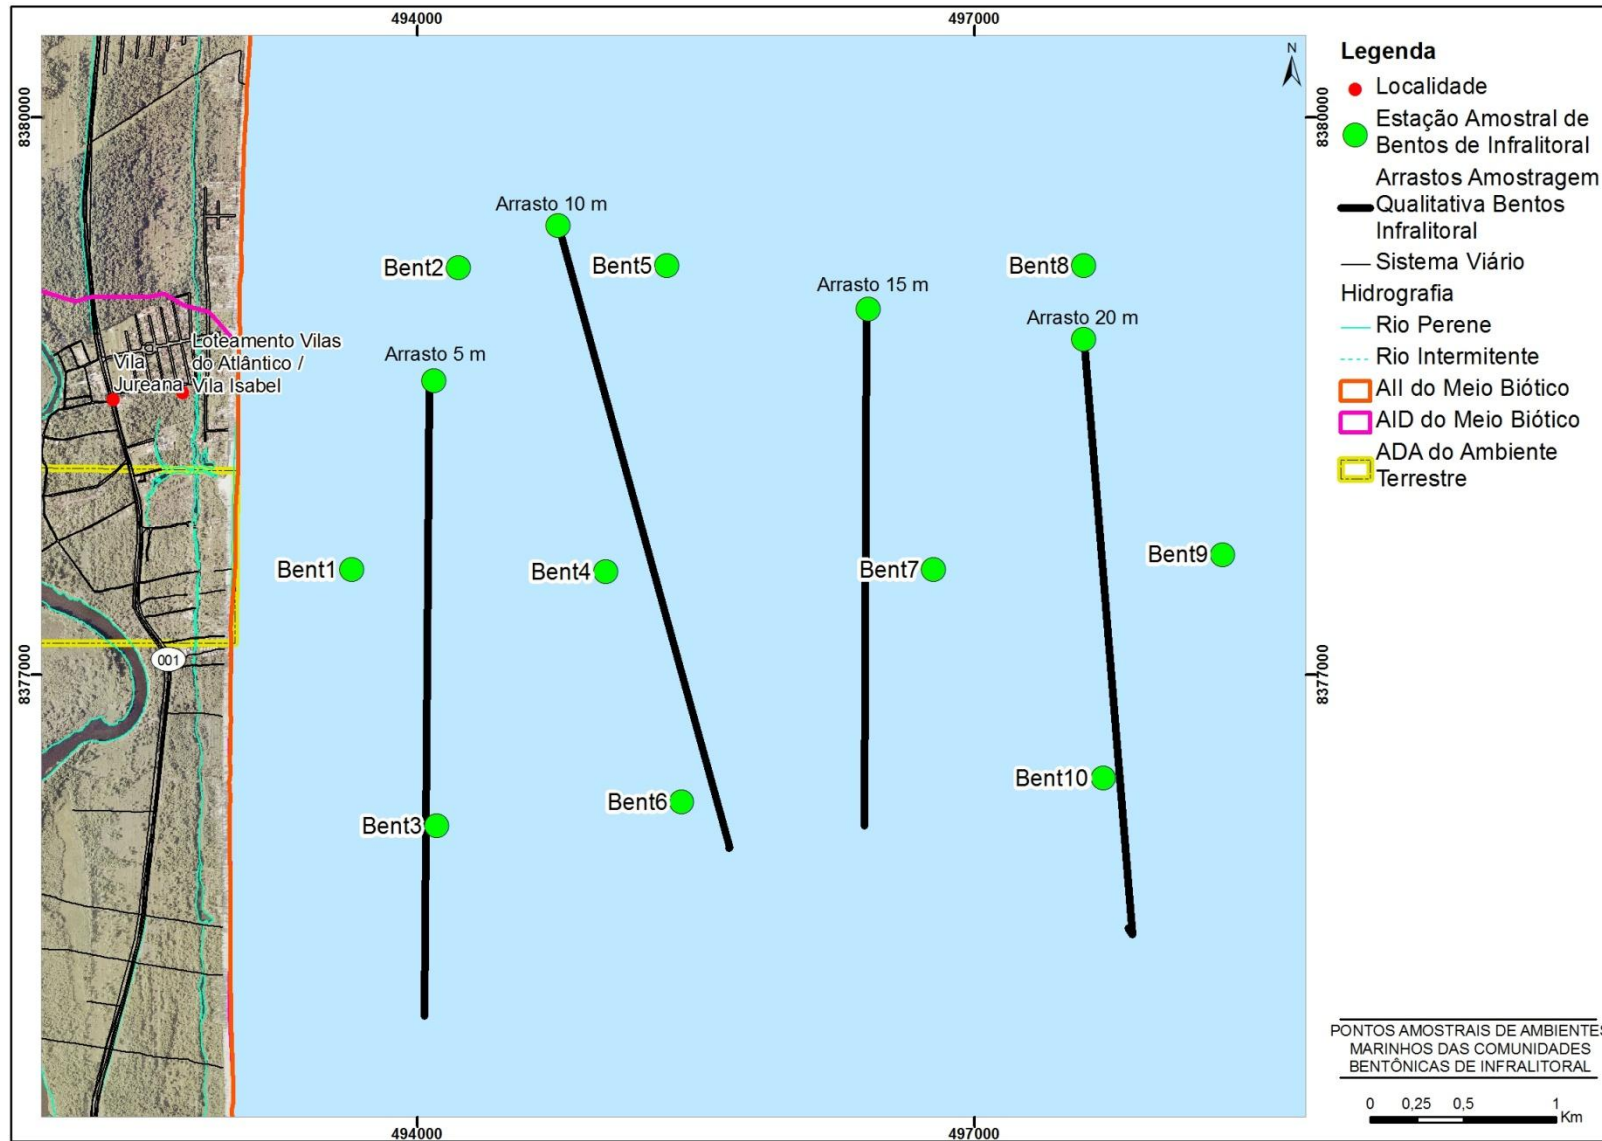 494000
497000
8380000
8380000
N
Arrasto 10 m
Bent2
Bent5
Bent8
Arrasto 15 m
Arrasto 20 m
Arrasto 5 m
Loteamento Vilas
do Atlântico /
Vila Isabel
Vila
Jureana
Bent1
Bent4
Bent7
Bent9
001
8377000
8377000
Bent10
Bent6
Bent3
494000
497000
Legenda
Localidade
Estação Amostral de
Bentos de Infralitoral
Arrastos Amostragem
Qualitativa Bentos
Infralitoral
Sistema Viário
Hidrografia
Rio Perene
Rio Intermitente
AII do Meio Biótico
AID do Meio Biótico
ADA do Ambiente
Terrestre
PONTOS AMOSTRAIS DE AMBIENTES
MARINHOS DAS COMUNIDADES
BENTÔNICAS DE INFRALITORAL
0 0,25 0,5 1
Km